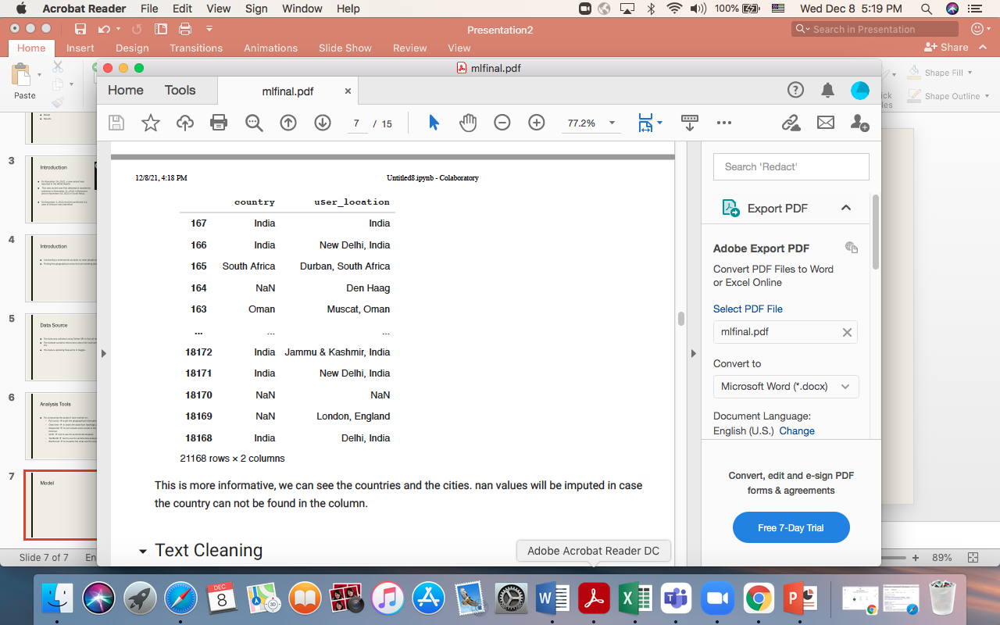 Acrobat Reader File Edit View Sign Window Help 100% Wed Dec 8 5:19 PM
Presentation2
Search in Presentation
Home Insert Design Transitions Animations Slide Show Review View Share
Paste
Shape Fill
Shape Outline
mlfinal.pdf
Home Tools mlfinal.pdf
7 / 15 77.2%
12/8/21, 4:18 PM Untitled8.ipynb - Colaboratory
country user_location
167 India India
166 India New Delhi, India
165 South Africa Durban, South Africa
164 NaN Den Haag
163 Oman Muscat, Oman
... ... ...
18172 India Jammu & Kashmir, India
18171 India New Delhi, India
18170 NaN NaN
18169 NaN London, England
18168 India Delhi, India
21168 rows × 2 columns
This is more informative, we can see the countries and the cities. nan values will be imputed in case
the country can not be found in the column.
Text Cleaning
Search 'Redact'
Export PDF
Adobe Export PDF
Convert PDF Files to Word
or Excel Online
Select PDF File
mlfinal.pdf
Convert to
Microsoft Word (*.docx)
Document Language:
English (U.S.) Change
Convert, edit and e-sign PDF
forms & agreements
Free 7-Day Trial
3 Introduction
4 Introduction
5 Data Source
6 Analysis Tools
7 Model
Slide 7 of 7 En
89%
Adobe Acrobat Reader DC
DEC
8
3D